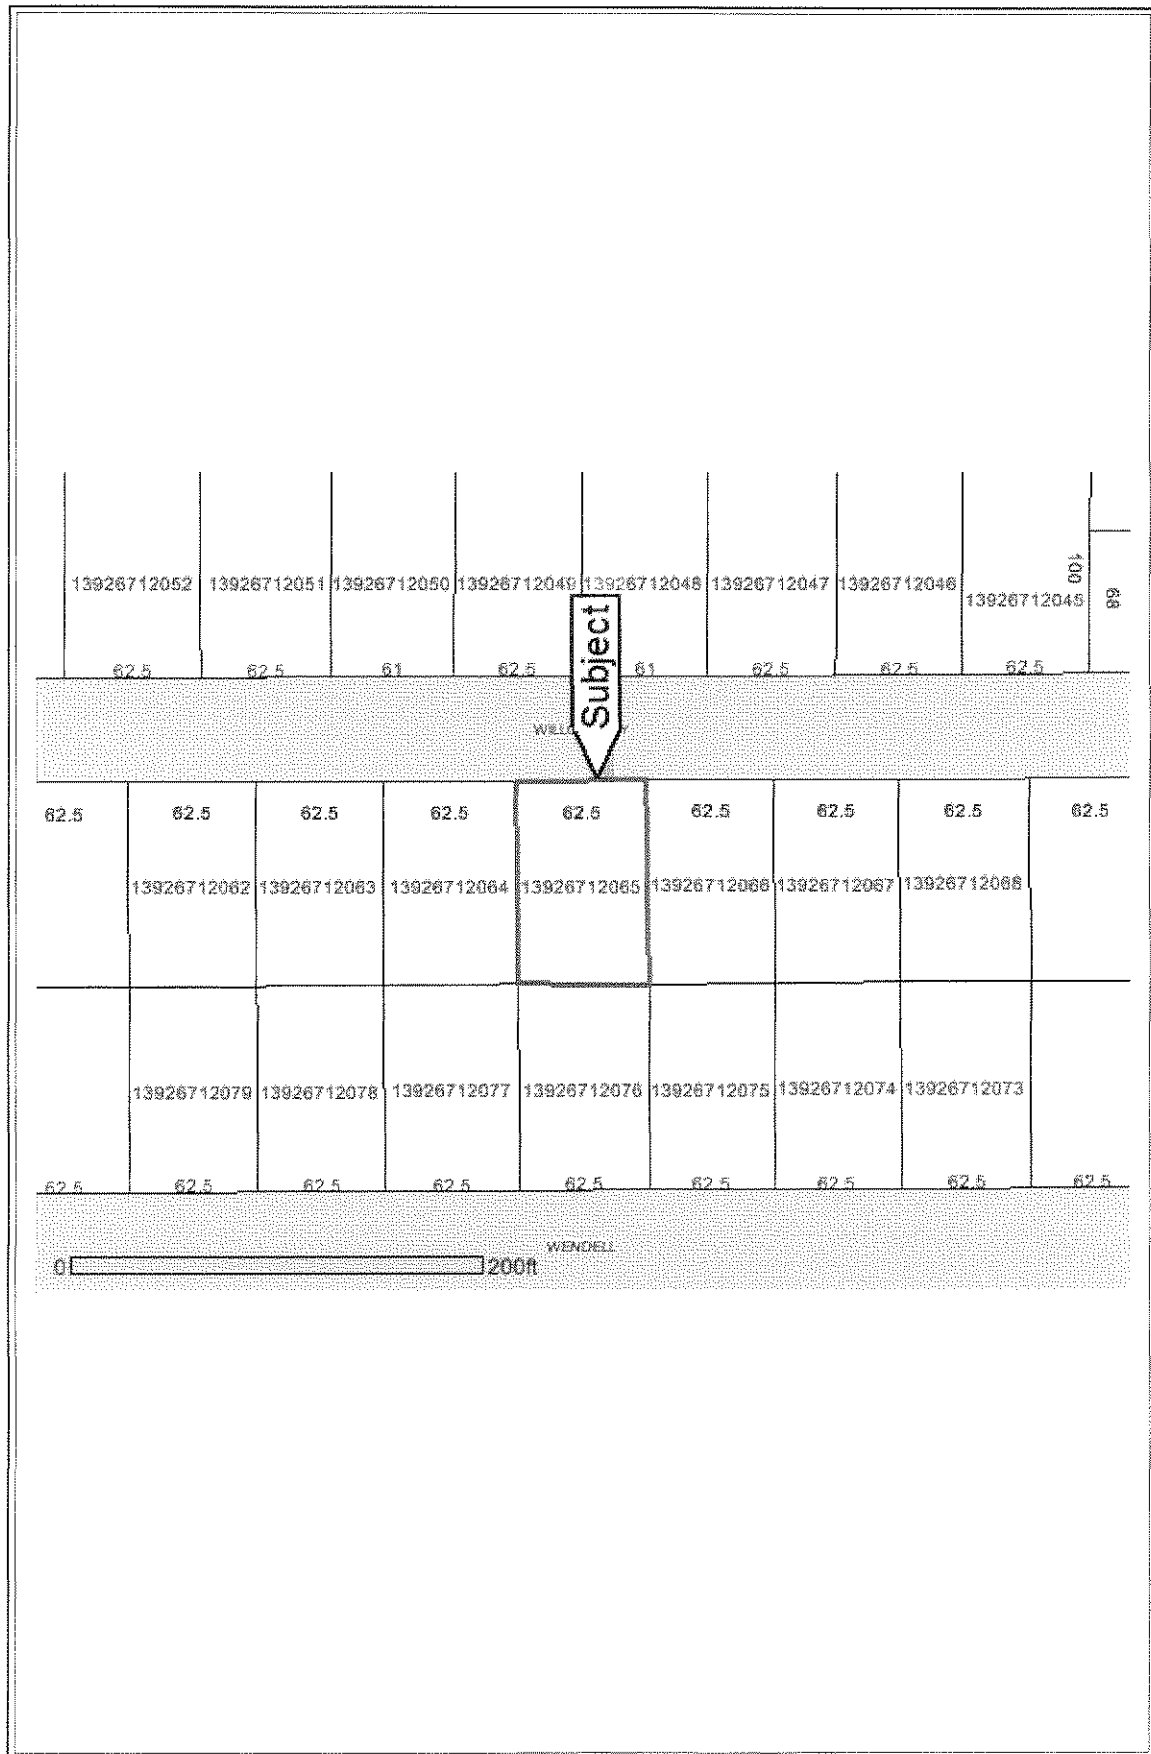 13926712052 13926712051 13926712050 13926712049 13926712048 13926712047 13926712046 13926712045 100 68
62.5 62.5 61 62.5 61 62.5 62.5 62.5
Subject
62.5 62.5 62.5 62.5 62.5 62.5 62.5 62.5 62.5
13926712062 13926712063 13926712064 13926712065 13926712066 13926712067 13926712068
13926712079 13926712078 13926712077 13926712076 13926712075 13926712074 13926712073
62.5 62.5 62.5 62.5 62.5 62.5 62.5 62.5 62.5
WENDELL
0 200ft